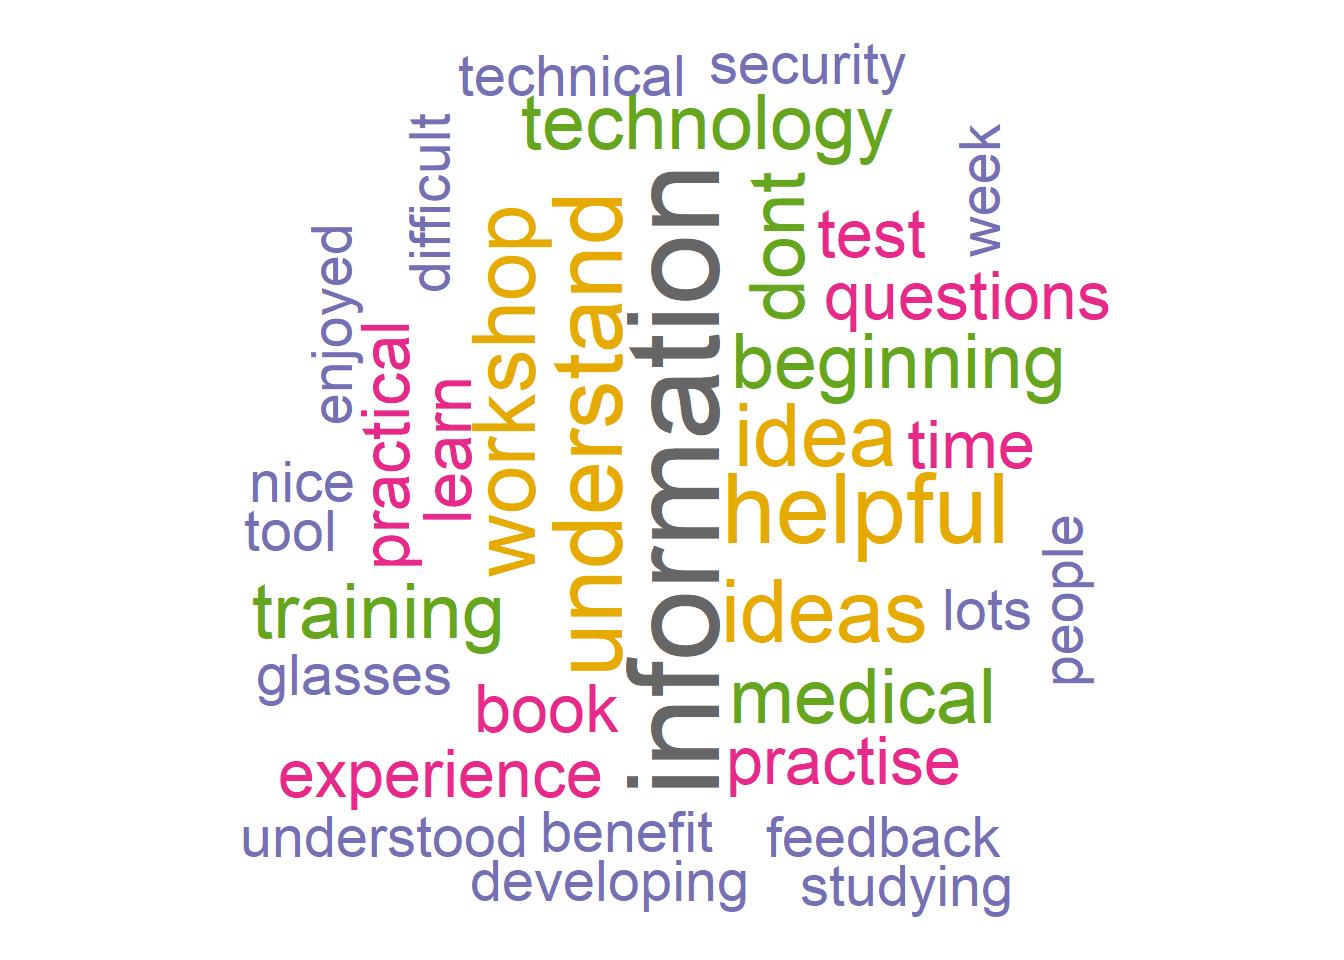 technical
security
technology
difficult
week
enjoyed
practical
learn
workshop
understand
information
dont
test
questions
beginning
idea
time
helpful
nice
tool
training
ideas
lots
people
glasses
book
medical
experience
practise
understood
benefit
feedback
developing
studying